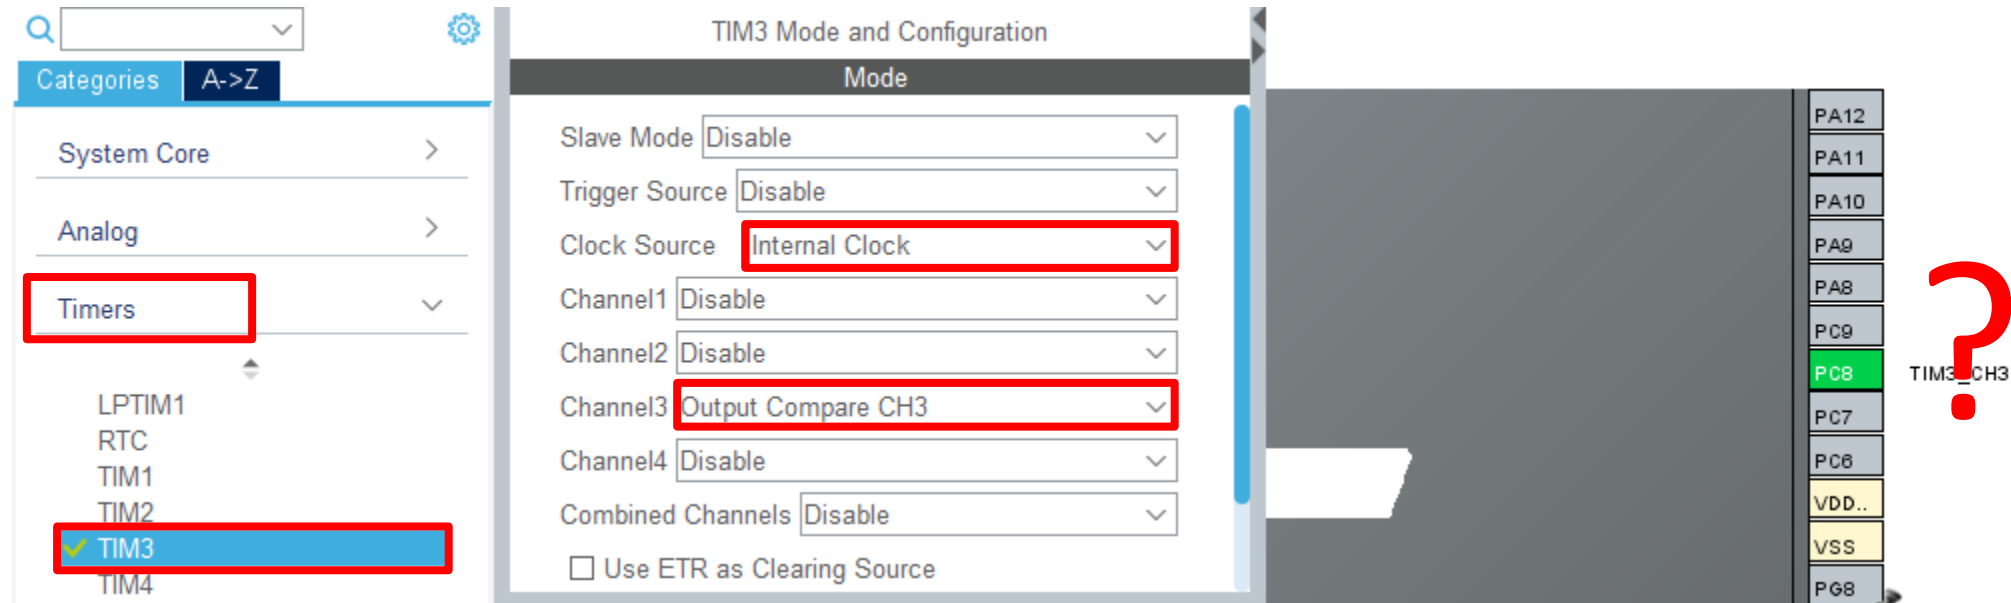 Categories
A->Z
System Core
Analog
Timers
LPTIM1
RTC
TIM1
TIM2
TIM3
TIM4
TIM3 Mode and Configuration
Mode
Slave Mode Disable
Trigger Source Disable
Clock Source Internal Clock
Channel1 Disable
Channel2 Disable
Channel3 Output Compare CH3
Channel4 Disable
Combined Channels Disable
Use ETR as Clearing Source
PA12
PA11
PA10
PA9
PA8
PC9
PC8 TIM3_CH3
PC7
PC6
VDD..
VSS
PG8
?